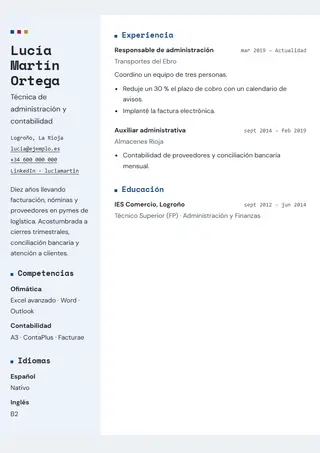 Lucía
Martín
Ortega
Técnica de
administración y
contabilidad
Logroño, La Rioja
lucia@ejemplo.es
+34 600 000 000
LinkedIn · luciamartin
Diez años llevando
facturación, nóminas y
proveedores en pymes de
logística. Acostumbrada a
cierres trimestrales,
conciliación bancaria y
atención a clientes.
Competencias
Ofimática
Excel avanzado · Word ·
Outlook
Contabilidad
A3 · ContaPlus · Facturae
Idiomas
Español
Nativo
Inglés
B2
Experiencia
Responsable de administración mar 2019 – Actualidad
Transportes del Ebro
Coordino un equipo de tres personas.
• Reduje un 30 % el plazo de cobro con un calendario de
avisos.
• Implanté la factura electrónica.
Auxiliar administrativa sept 2014 – feb 2019
Almacenes Rioja
• Contabilidad de proveedores y conciliación bancaria
mensual.
Educación
IES Comercio, Logroño sept 2012 – jun 2014
Técnico Superior (FP) · Administración y Finanzas